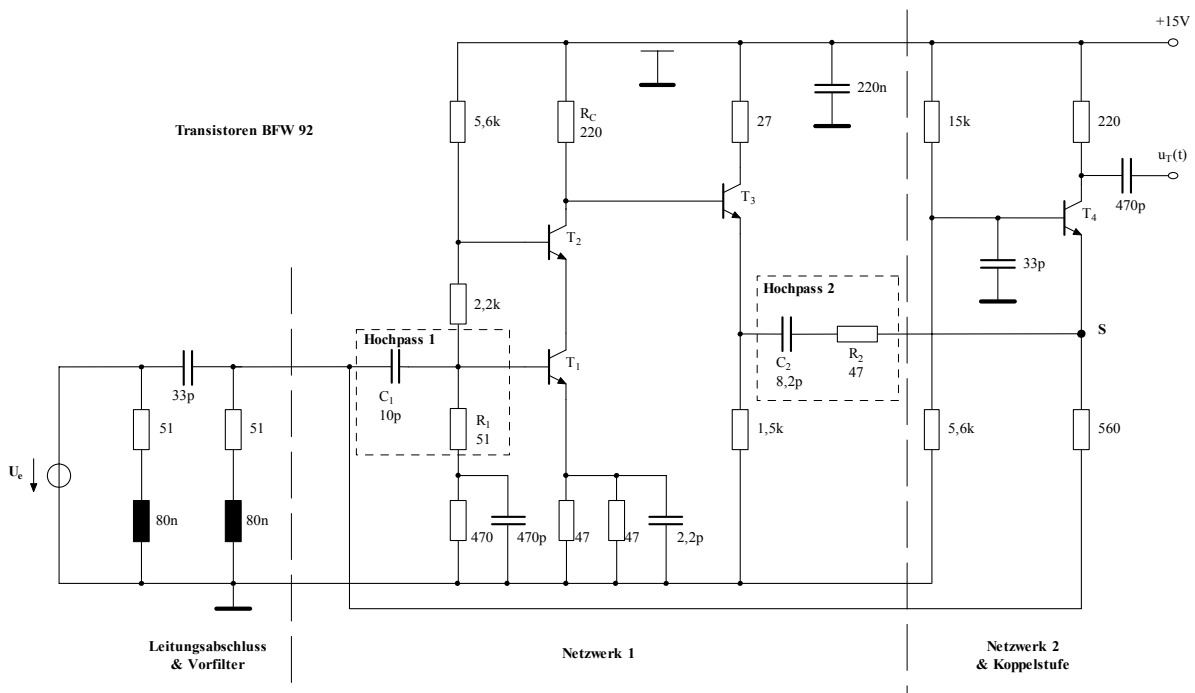 +15V
Transistoren BFW 92
5,6k
R_C
220
27
220n
15k
220
u_T(t)
470p
T_3
T_4
T_2
33p
2,2k
Hochpass 2
Hochpass 1
S
C_2
8,2p
R_2
47
T_1
33p
C_1
10p
51
51
R_1
51
1,5k
5,6k
560
U_e
80n
80n
470
470p
47
47
2,2p
Leitungsabschluss
& Vorfilter
Netzwerk 1
Netzwerk 2
& Koppelstufe